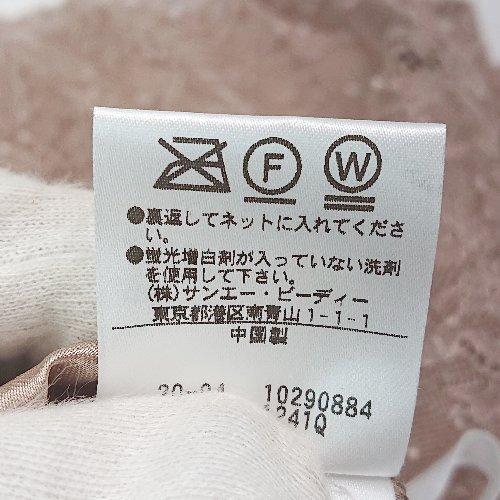 F W
●裏返してネットに入れてくださ
い。
●蛍光増白剤が入っていない洗剤
を使用して下さい。
(株)サンエー・ビーディー
東京都港区南青山1-1-1
中国製
10290884
1241Q